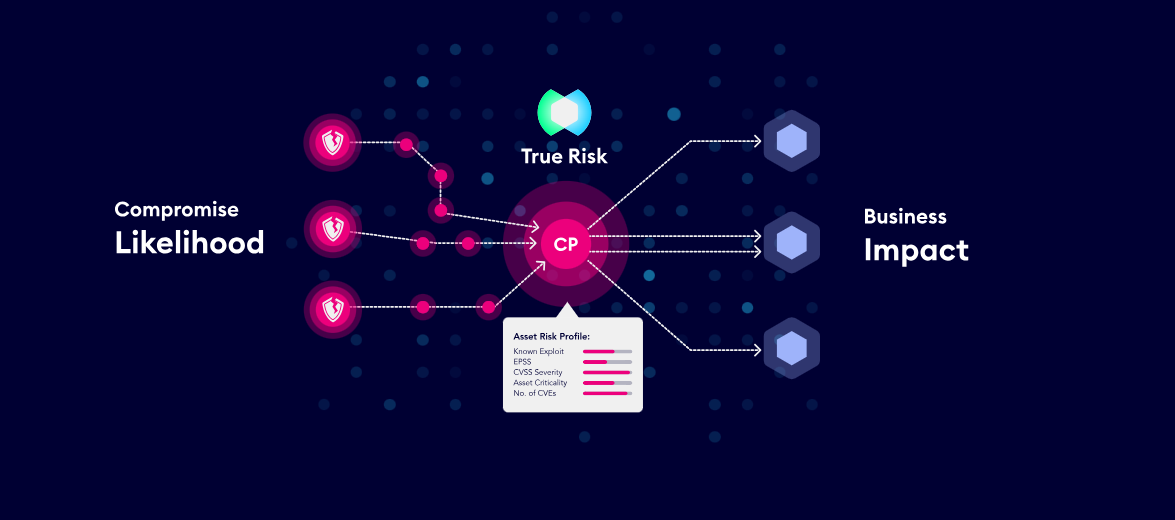 True Risk
Compromise
Likelihood
CP
Business
Impact
Asset Risk Profile:
Known Exploit
EPSS
CVSS Severity
Asset Criticality
No. of CVEs